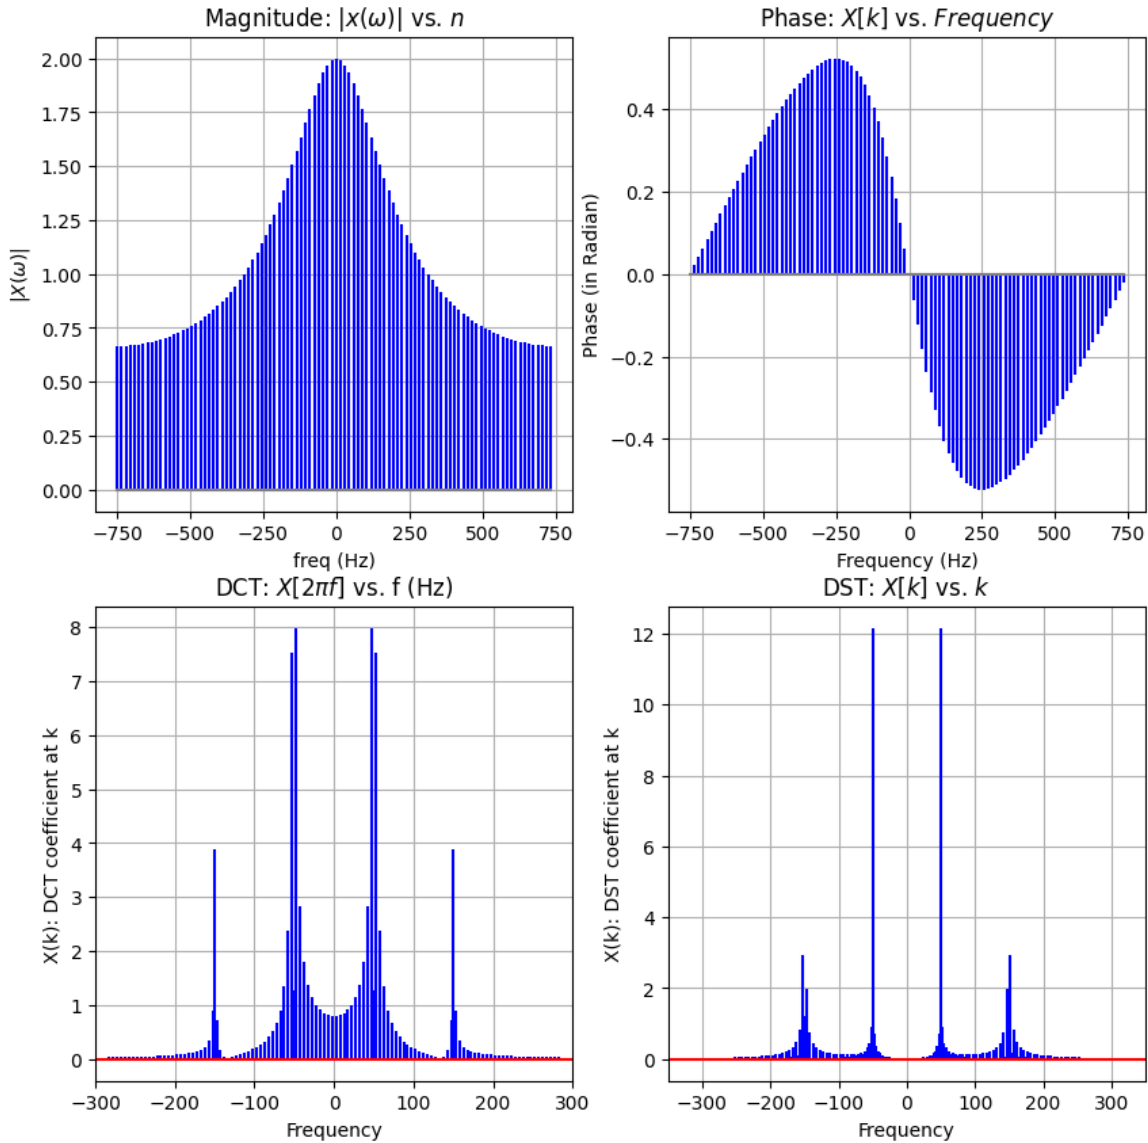 Magnitude: |x(ω)| vs. n
2.00
1.75
1.50
1.25
1.00
0.75
0.50
0.25
0.00
|X(ω)|
−750 −500 −250 0 250 500 750
freq (Hz)
Phase: X[k] vs. Frequency
0.4
0.2
0.0
−0.2
−0.4
Phase (in Radian)
−750 −500 −250 0 250 500 750
Frequency (Hz)
DCT: X[2πf] vs. f (Hz)
8
7
6
5
4
3
2
1
0
X(k): DCT coefficient at k
−300 −200 −100 0 100 200 300
Frequency
DST: X[k] vs. k
12
10
8
6
4
2
0
X(k): DST coefficient at k
−300 −200 −100 0 100 200 300
Frequency